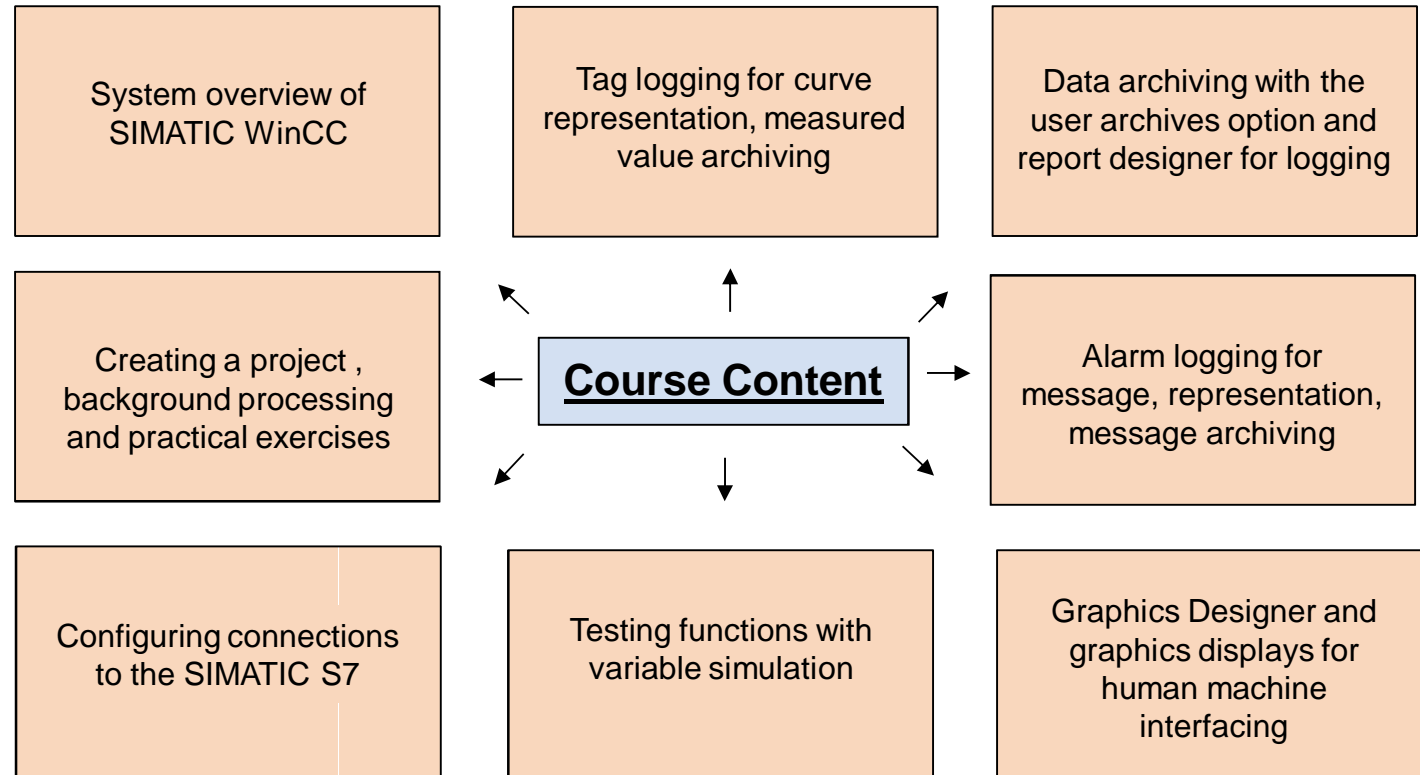 System overview of
SIMATIC WinCC
Tag logging for curve
representation, measured
value archiving
Data archiving with the
user archives option and
report designer for logging
Creating a project ,
background processing
and practical exercises
Course Content
Alarm logging for
message, representation,
message archiving
Configuring connections
to the SIMATIC S7
Testing functions with
variable simulation
Graphics Designer and
graphics displays for
human machine
interfacing